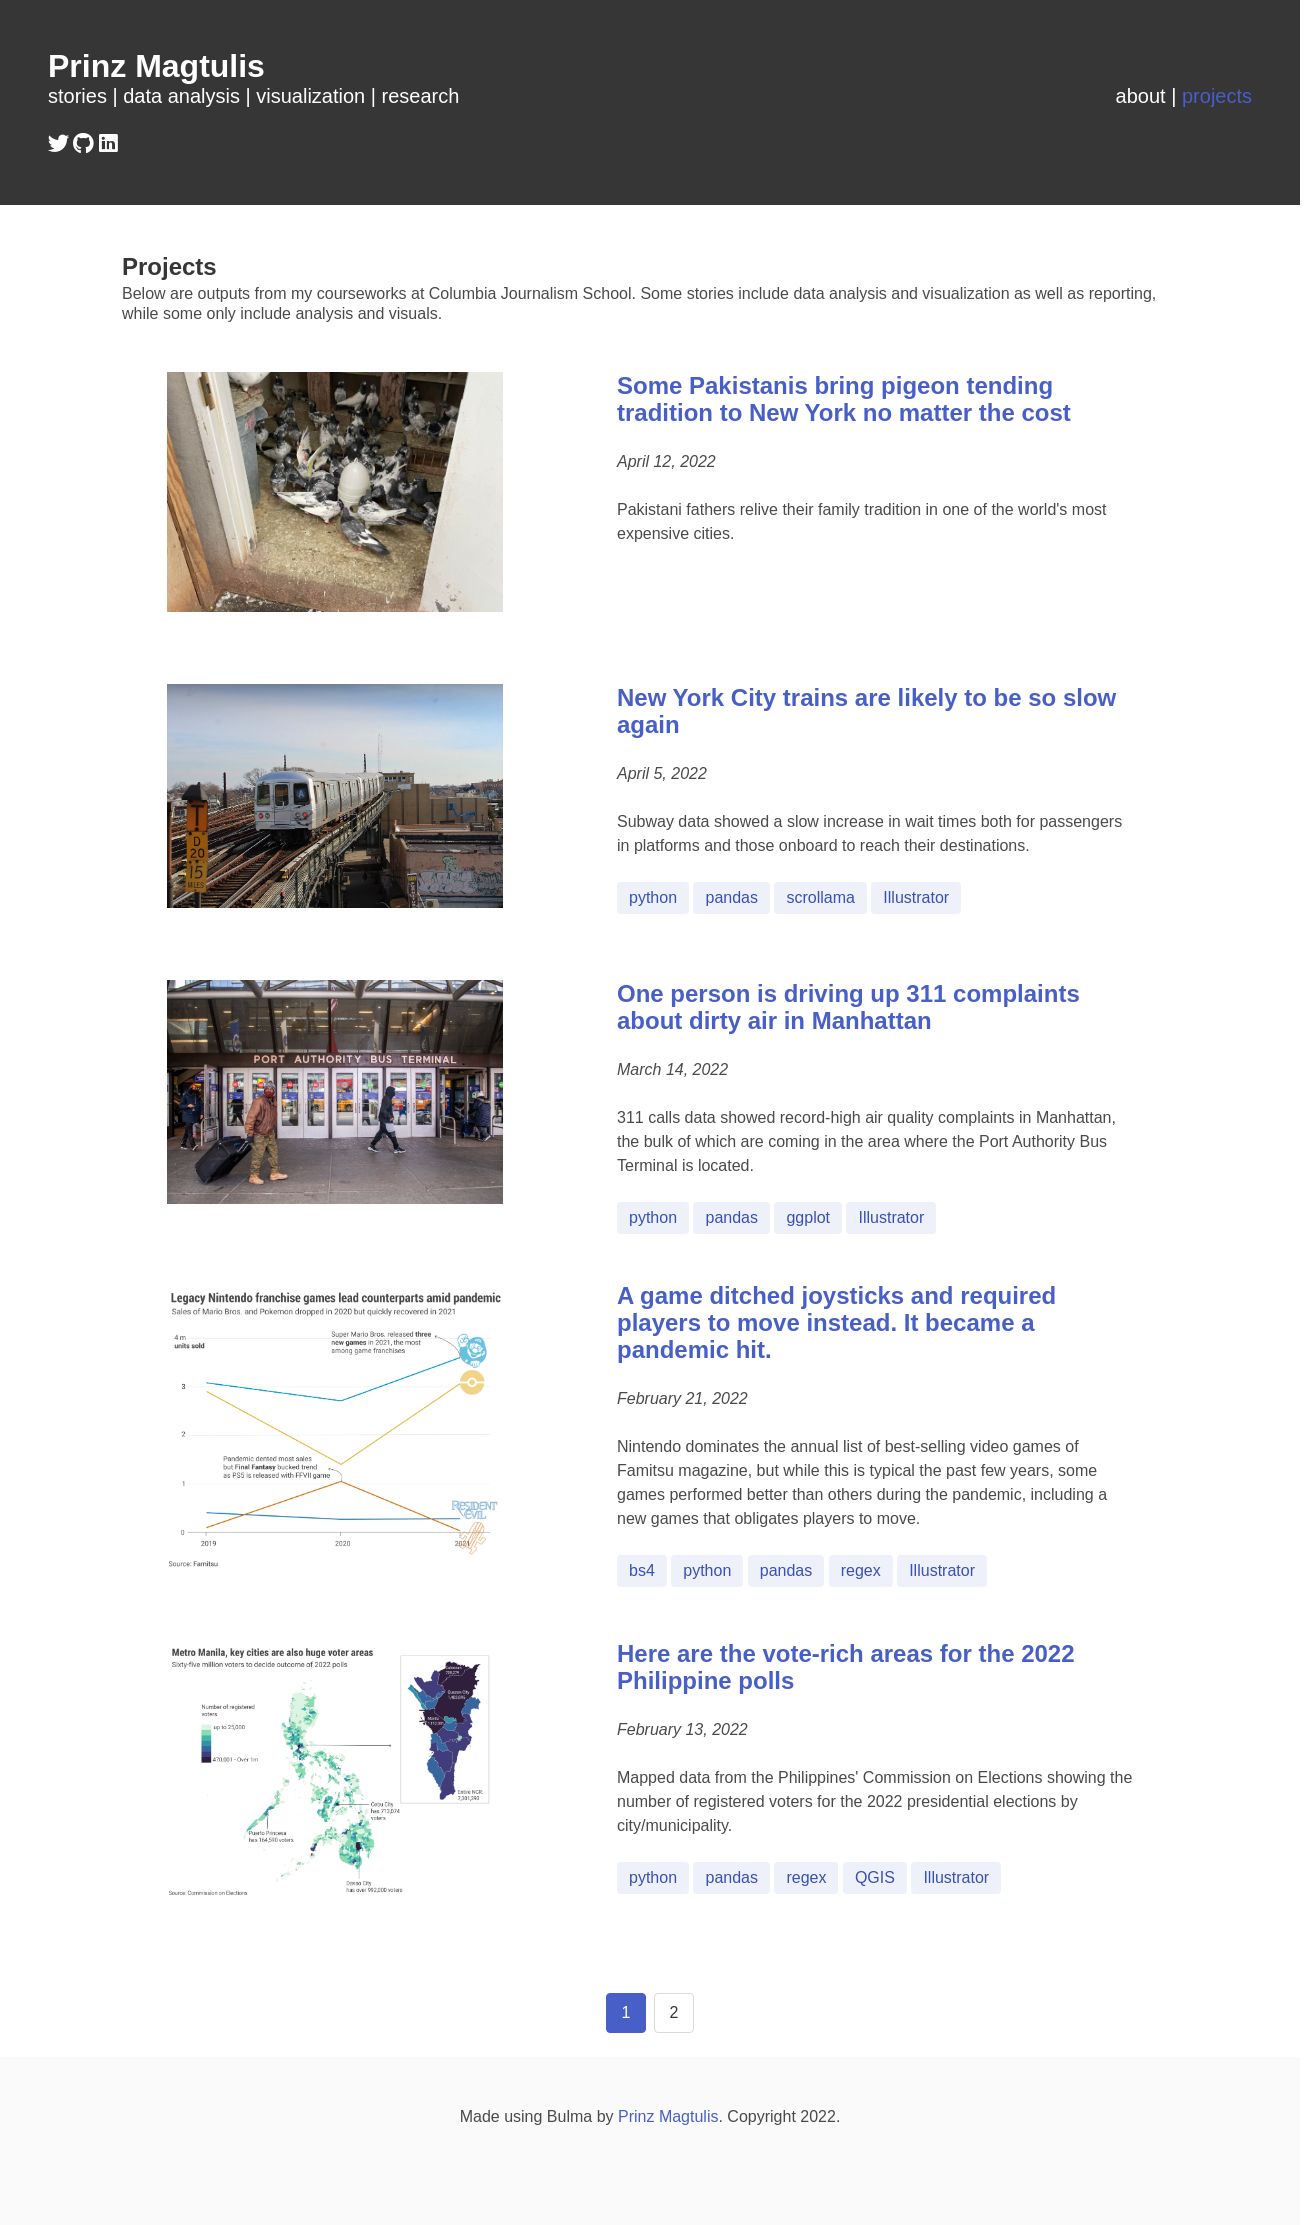 Prinz Magtulis
stories | data analysis | visualization | research
about | projects
Projects
Below are outputs from my courseworks at Columbia Journalism School. Some stories include data analysis and visualization as well as reporting,
while some only include analysis and visuals.
Some Pakistanis bring pigeon tending
tradition to New York no matter the cost
April 12, 2022
Pakistani fathers relive their family tradition in one of the world's most
expensive cities.
A
T
D
20
15
MILES
New York City trains are likely to be so slow
again
April 5, 2022
Subway data showed a slow increase in wait times both for passengers
in platforms and those onboard to reach their destinations.
python pandas scrollama Illustrator
PORT AUTHORITY BUS TERMINAL
One person is driving up 311 complaints
about dirty air in Manhattan
March 14, 2022
311 calls data showed record-high air quality complaints in Manhattan,
the bulk of which are coming in the area where the Port Authority Bus
Terminal is located.
python pandas ggplot Illustrator
Legacy Nintendo franchise games lead counterparts amid pandemic
Sales of Mario Bros. and Pokemon dropped in 2020 but quickly recovered in 2021
4 m
units sold
Super Mario Bros. released three
new games in 2021, the most
among game franchises
3
2
Pandemic dented most sales
but Final Fantasy bucked trend
as PS5 is released with FFVII game
1
RESIDENT
EVIL
0
2019 2020 2021
Source: Famitsu
A game ditched joysticks and required
players to move instead. It became a
pandemic hit.
February 21, 2022
Nintendo dominates the annual list of best-selling video games of
Famitsu magazine, but while this is typical the past few years, some
games performed better than others during the pandemic, including a
new games that obligates players to move.
bs4 python pandas regex Illustrator
Metro Manila, key cities are also huge voter areas
Sixty-five million voters to decide outcome of 2022 polls
Number of registered
voters
up to 25,000
470,001 - Over 1m
Quezon City
Manila
Entire NCR:
Cebu City
has 713,074
voters
Puerto Princesa
has 164,590 voters
Davao City
has over 992,000 voters
Source: Commission on Elections
Here are the vote-rich areas for the 2022
Philippine polls
February 13, 2022
Mapped data from the Philippines' Commission on Elections showing the
number of registered voters for the 2022 presidential elections by
city/municipality.
python pandas regex QGIS Illustrator
1 2
Made using Bulma by Prinz Magtulis. Copyright 2022.